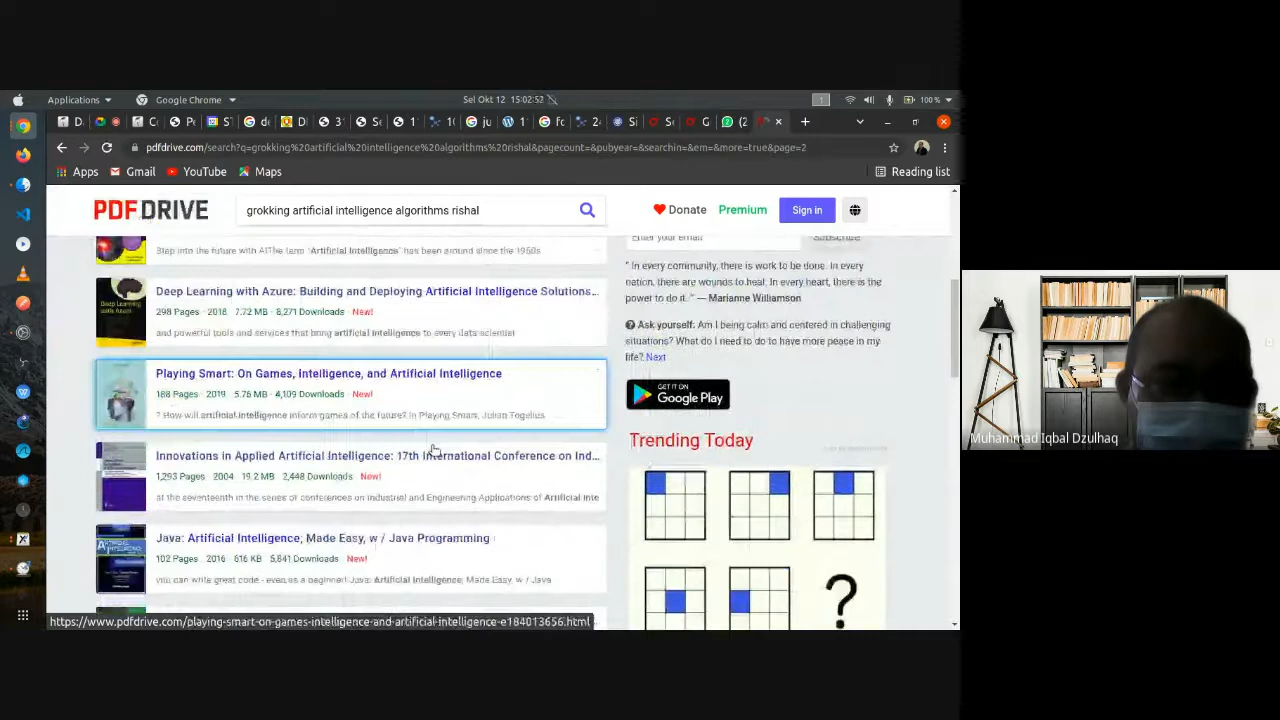 Applications
Google Chrome
Sel Okt 12 15:02:52
1
100 %
pdfdrive.com/search?q=grokking%20artificial%20intelligence%20algorithms%20rishal&pagecount=&pubyear=&searchin=&em=&more=true&page=2
Apps
Gmail
YouTube
Maps
Reading list
PDFDRIVE
grokking artificial intelligence algorithms rishal
Donate
Premium
Sign in
Step into the future with AI The term "Artificial Intelligence" has been around since the 1950s
Enter your email
Subscribe
Deep Learning with Azure: Building and Deploying Artificial Intelligence Solutions...
298 Pages · 2018 · 7.72 MB · 8,271 Downloads · New!
and powerful tools and services that bring artificial intelligence to every data scientist
Playing Smart: On Games, Intelligence, and Artificial Intelligence
188 Pages · 2019 · 5.76 MB · 4,109 Downloads · New!
? How will artificial intelligence inform games of the future? In Playing Smart, Julian Togelius,
Innovations in Applied Artificial Intelligence: 17th International Conference on Ind...
1,293 Pages · 2004 · 19.2 MB · 2,448 Downloads · New!
at the seventeenth in the series of conferences on Industrial and Engineering Applications of Artificial Inte
Java: Artificial Intelligence; Made Easy, w / Java Programming
102 Pages · 2016 · 616 KB · 5,841 Downloads · New!
you can write great code - even as a beginner! Java: Artificial Intelligence; Made Easy, w / Java
https://www.pdfdrive.com/playing-smart-on-games-intelligence-and-artificial-intelligence-e184013656.html
" In every community, there is work to be done. In every
nation, there are wounds to heal. In every heart, there is the
power to do it. " — Marianne Williamson
Ask yourself: Am I being calm and centered in challenging
situations? What do I need to do to have more peace in my
life? Next
GET IT ON
Google Play
Trending Today
?
Muhammad Iqbal Dzulhaq